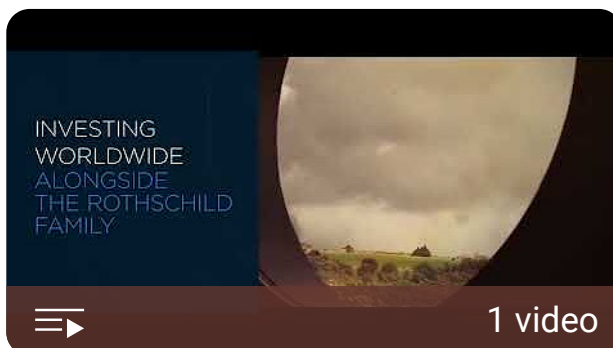 INVESTING
WORLDWIDE
ALONGSIDE
THE ROTHSCHILD
FAMILY
1 video